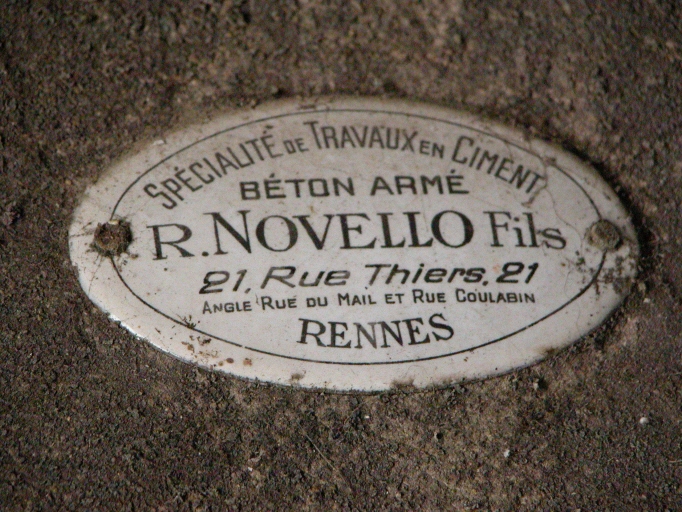 SPÉCIALITÉ DE TRAVAUX EN CIMENT
BÉTON ARMÉ
R. NOVELLO Fils
21, Rue Thiers, 21
ANGLE RUE DU MAIL ET RUE COULABIN
RENNES